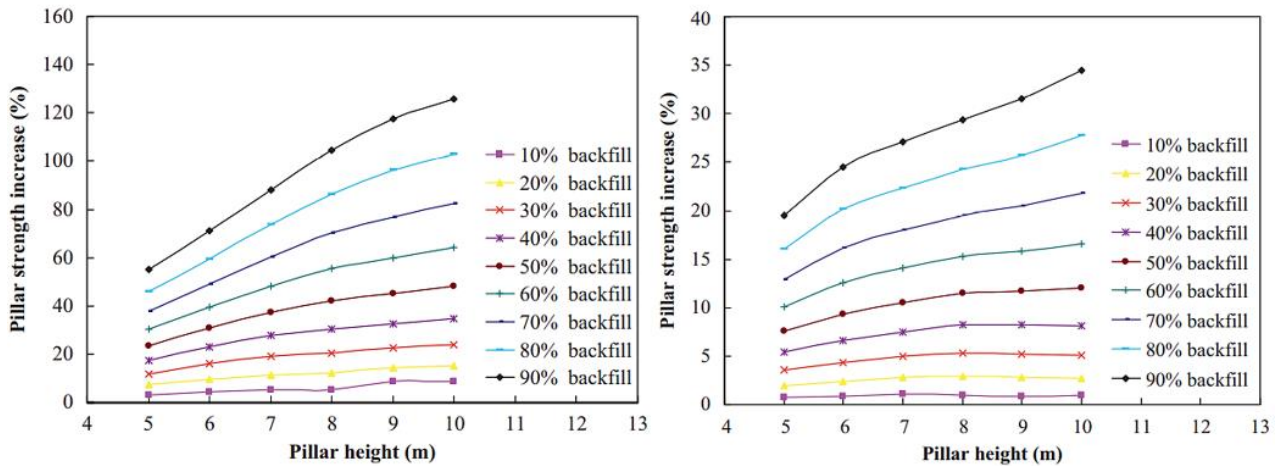 Pillar strength increase (%)
160
140
120
100
80
60
40
20
0
4 5 6 7 8 9 10 11 12 13
Pillar height (m)
10% backfill
20% backfill
30% backfill
40% backfill
50% backfill
60% backfill
70% backfill
80% backfill
90% backfill
Pillar strength increase (%)
40
35
30
25
20
15
10
5
0
4 5 6 7 8 9 10 11 12 13
Pillar height (m)
10% backfill
20% backfill
30% backfill
40% backfill
50% backfill
60% backfill
70% backfill
80% backfill
90% backfill